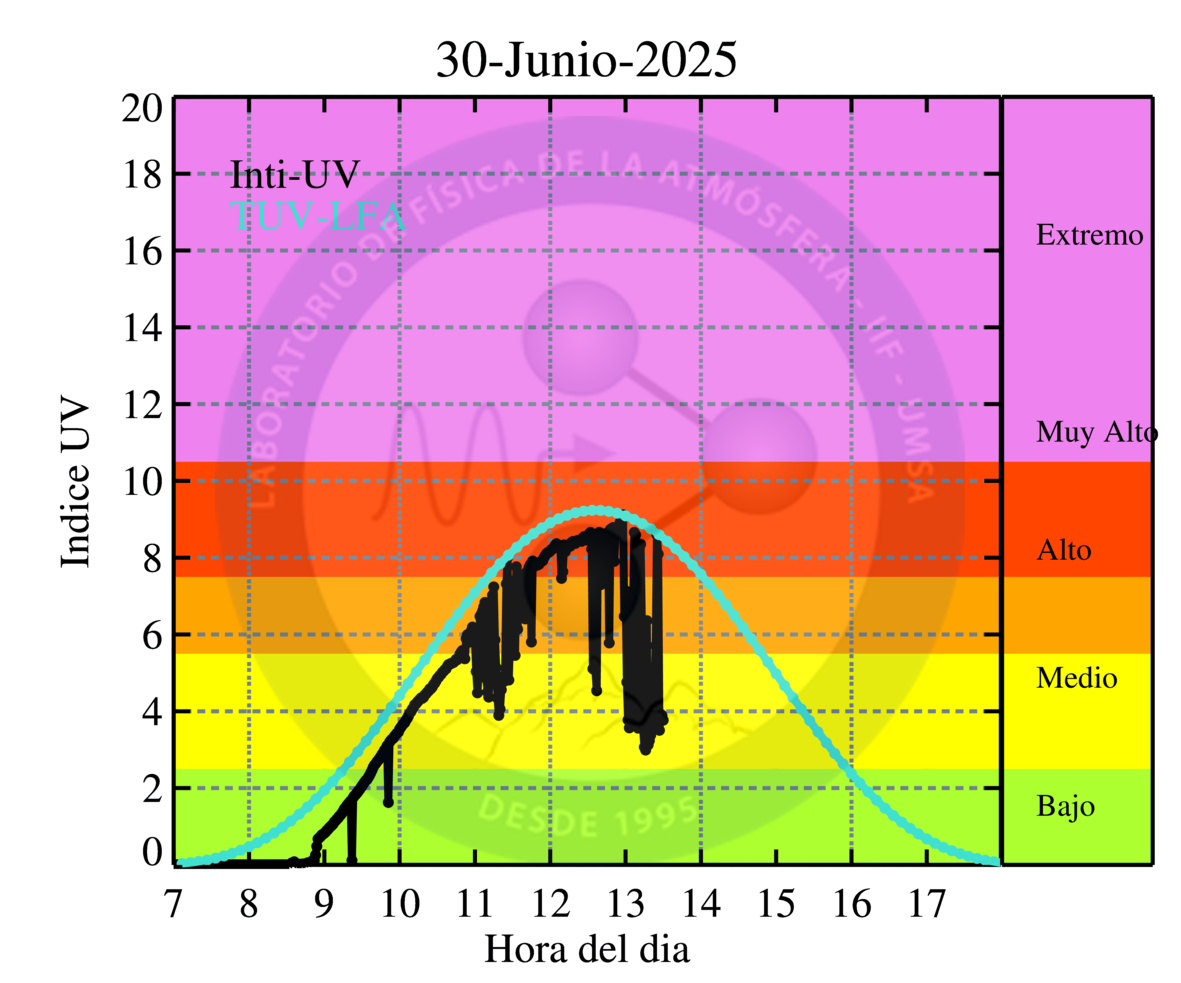 30-Junio-2025
20
18
16
14
12
10
8
6
4
2
0
Indice UV
Inti-UV
TUV-LFA
LABORATORIO DE FÍSICA DE LA ATMÓSFERA - IIF - UMSA
DESDE 1995
Extremo
Muy Alto
Alto
Medio
Bajo
7 8 9 10 11 12 13 14 15 16 17
Hora del dia